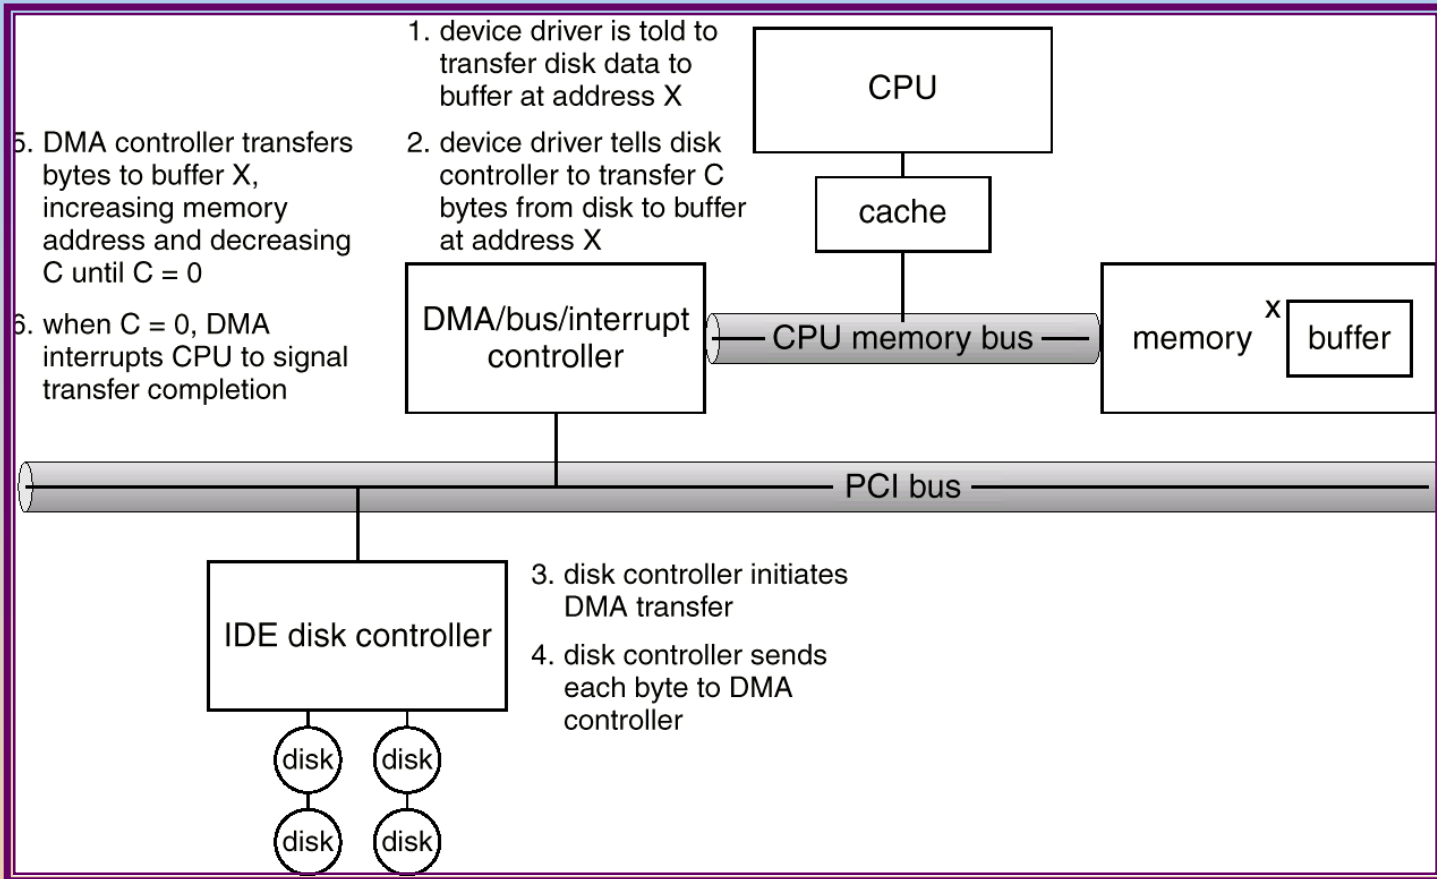 1. device driver is told to
transfer disk data to
buffer at address X
2. device driver tells disk
controller to transfer C
bytes from disk to buffer
at address X
5. DMA controller transfers
bytes to buffer X,
increasing memory
address and decreasing
C until C = 0
6. when C = 0, DMA
interrupts CPU to signal
transfer completion
CPU
cache
DMA/bus/interrupt
controller
CPU memory bus
memory
x
buffer
PCI bus
IDE disk controller
3. disk controller initiates
DMA transfer
4. disk controller sends
each byte to DMA
controller
disk
disk
disk
disk